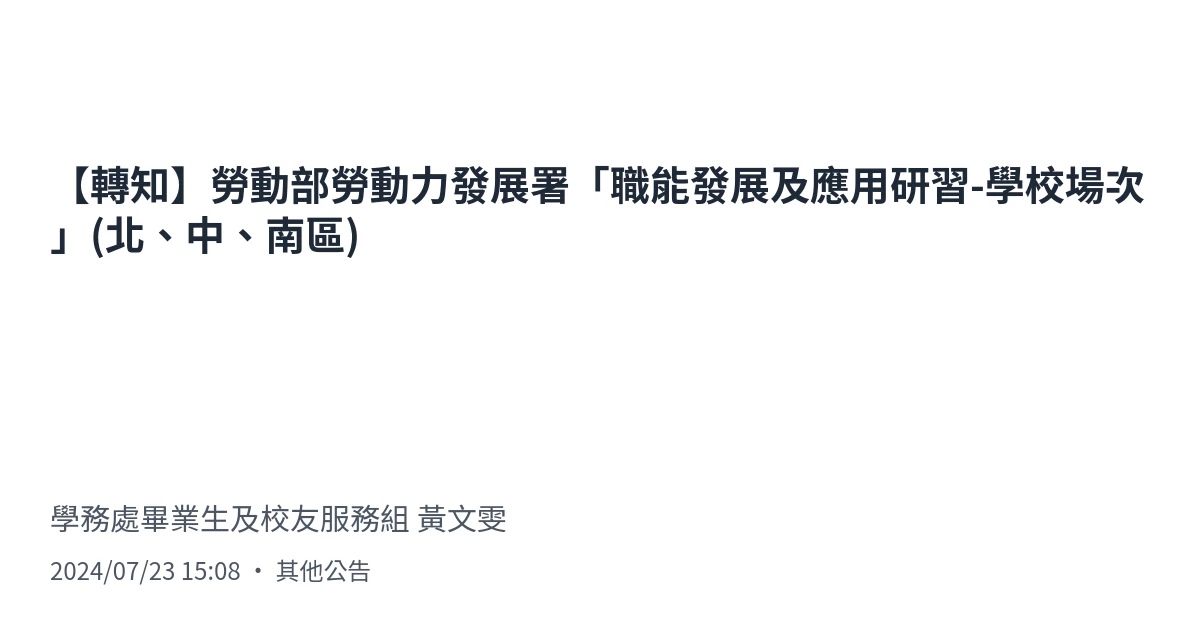 【轉知】勞動部勞動力發展署「職能發展及應用研習-學校場次
」(北、中、南區)
學務處畢業生及校友服務組 黃文雯
2024/07/23 15:08 ・ 其他公告